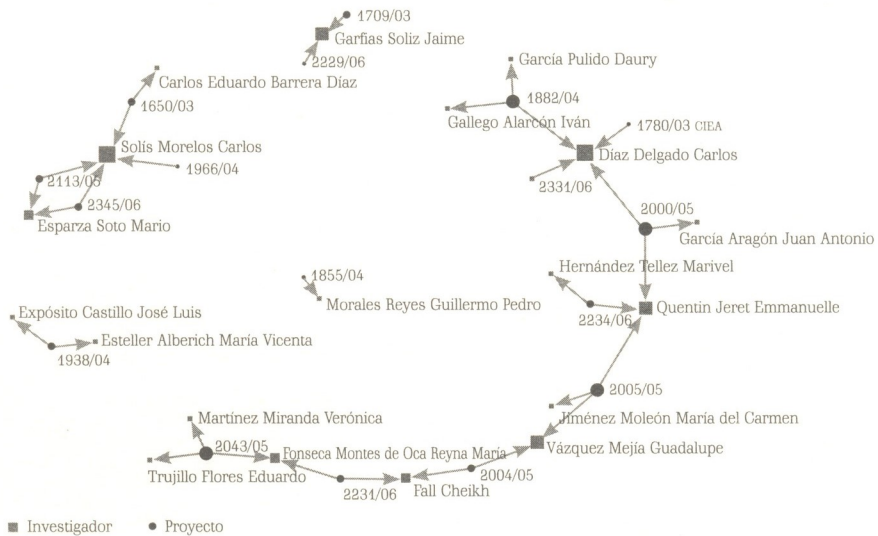 1709/03
Garfias Soliz Jaime
2229/06
García Pulido Daury
Carlos Eduardo Barrera Díaz
1882/04
1650/03
Gallego Alarcón Iván
1780/03 CIEA
Solís Morelos Carlos
Díaz Delgado Carlos
1966/04
2113/05
2331/06
2345/06
2000/05
Esparza Soto Mario
García Aragón Juan Antonio
Hernández Tellez Marivel
1855/04
Morales Reyes Guillermo Pedro
Quentin Jeret Emmanuelle
Expósito Castillo José Luis
2234/06
Esteller Alberich María Vicenta
1938/04
2005/05
Martínez Miranda Verónica
Jiménez Moleón María del Carmen
2043/05
Fonseca Montes de Oca Reyna María
Vázquez Mejía Guadalupe
Trujillo Flores Eduardo
2004/05
2231/06
Fall Cheikh
Investigador
Proyecto